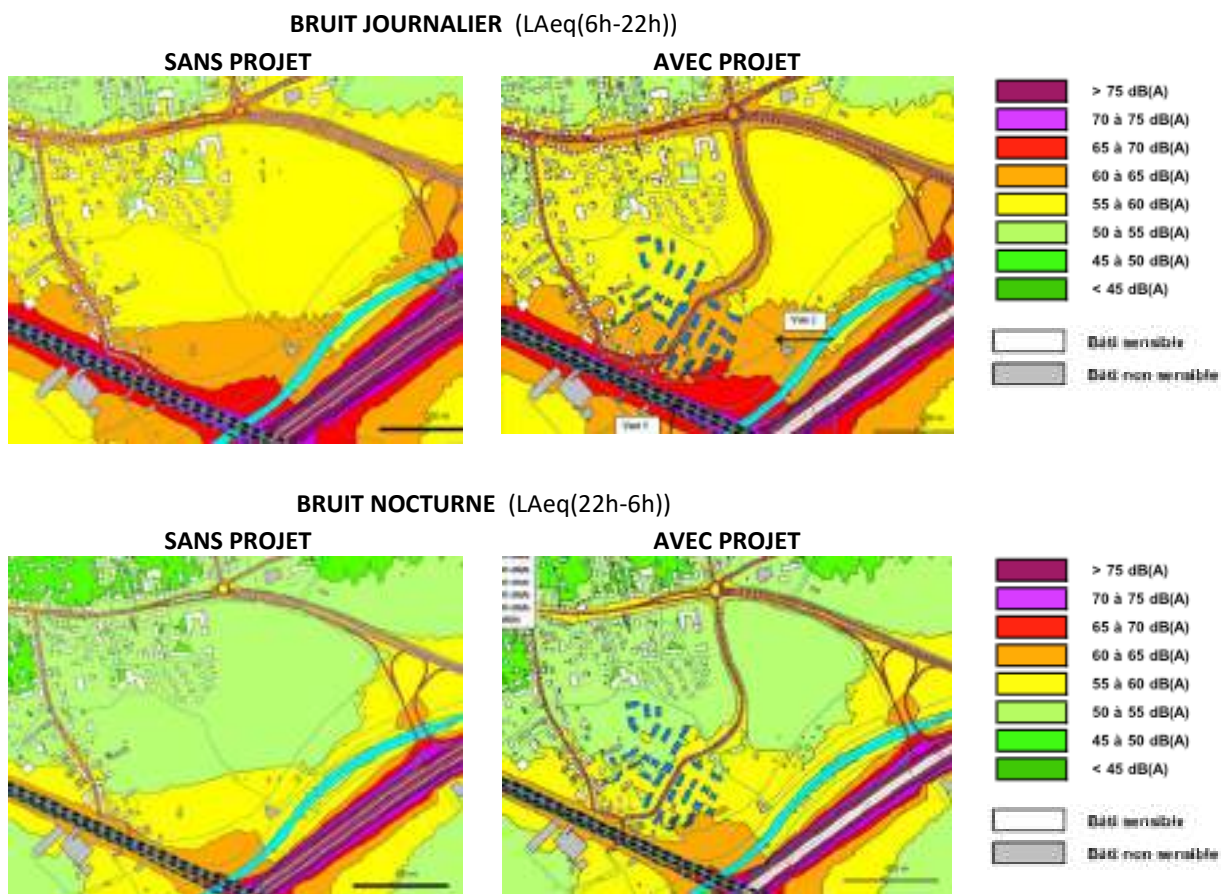 BRUIT JOURNALIER (LAeq(6h-22h))
SANS PROJET
AVEC PROJET
> 75 dB(A)
70 à 75 dB(A)
65 à 70 dB(A)
60 à 65 dB(A)
55 à 60 dB(A)
50 à 55 dB(A)
45 à 50 dB(A)
< 45 dB(A)
Bâti sensible
Bâti non sensible
BRUIT NOCTURNE (LAeq(22h-6h))
SANS PROJET
AVEC PROJET
> 75 dB(A)
70 à 75 dB(A)
65 à 70 dB(A)
60 à 65 dB(A)
55 à 60 dB(A)
50 à 55 dB(A)
45 à 50 dB(A)
< 45 dB(A)
Bâti sensible
Bâti non sensible